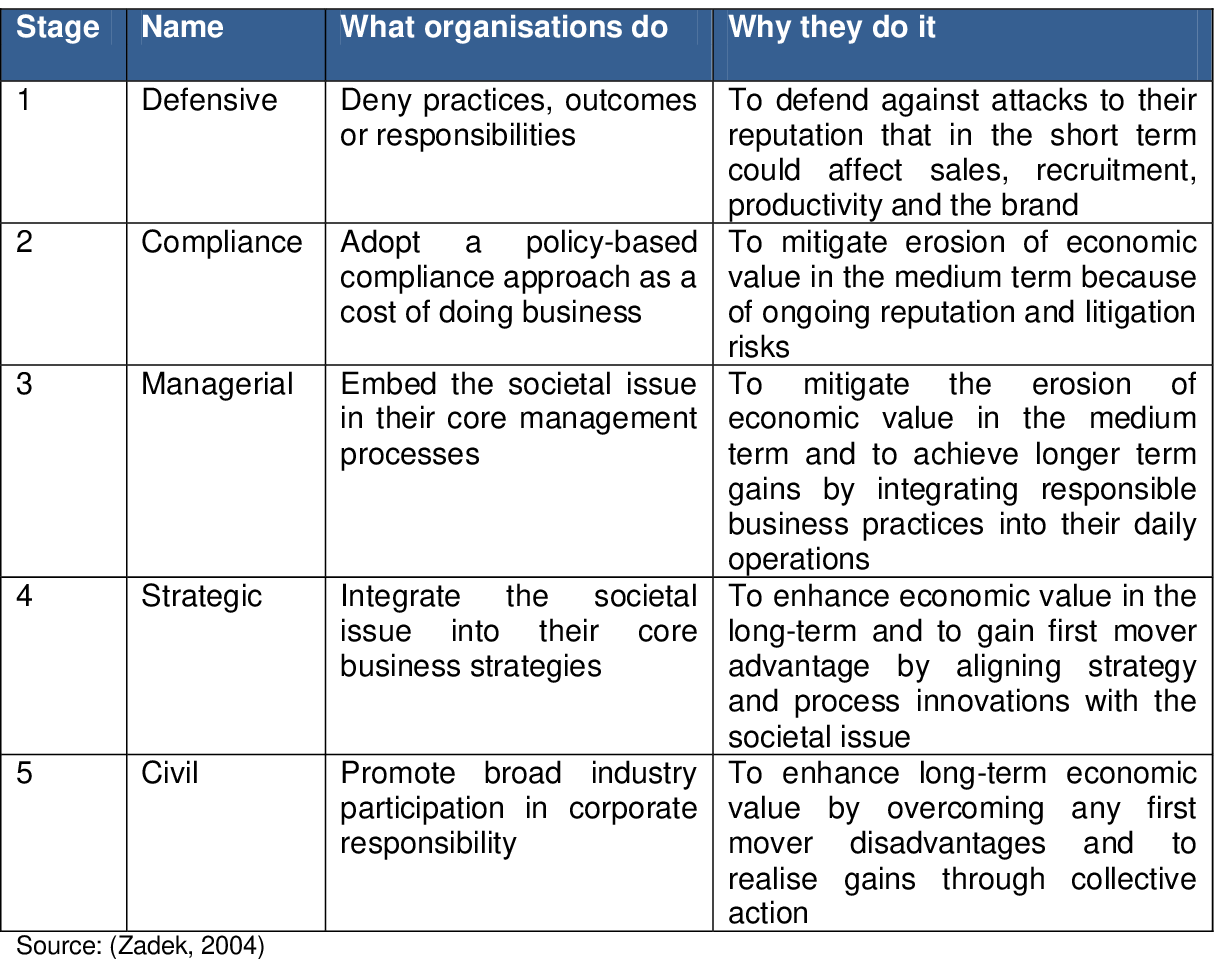 Stage Name What organisations do Why they do it
1 Defensive Deny practices, outcomes To defend against attacks to their
or responsibilities reputation that in the short term
could affect sales, recruitment,
productivity and the brand
2 Compliance Adopt a policy-based To mitigate erosion of economic
compliance approach as a value in the medium term because
cost of doing business of ongoing reputation and litigation
risks
3 Managerial Embed the societal issue To mitigate the erosion of
in their core management economic value in the medium
processes term and to achieve longer term
gains by integrating responsible
business practices into their daily
operations
4 Strategic Integrate the societal To enhance economic value in the
issue into their core long-term and to gain first mover
business strategies advantage by aligning strategy
and process innovations with the
societal issue
5 Civil Promote broad industry To enhance long-term economic
participation in corporate value by overcoming any first
responsibility mover disadvantages and to
realise gains through collective
action
Source: (Zadek, 2004)